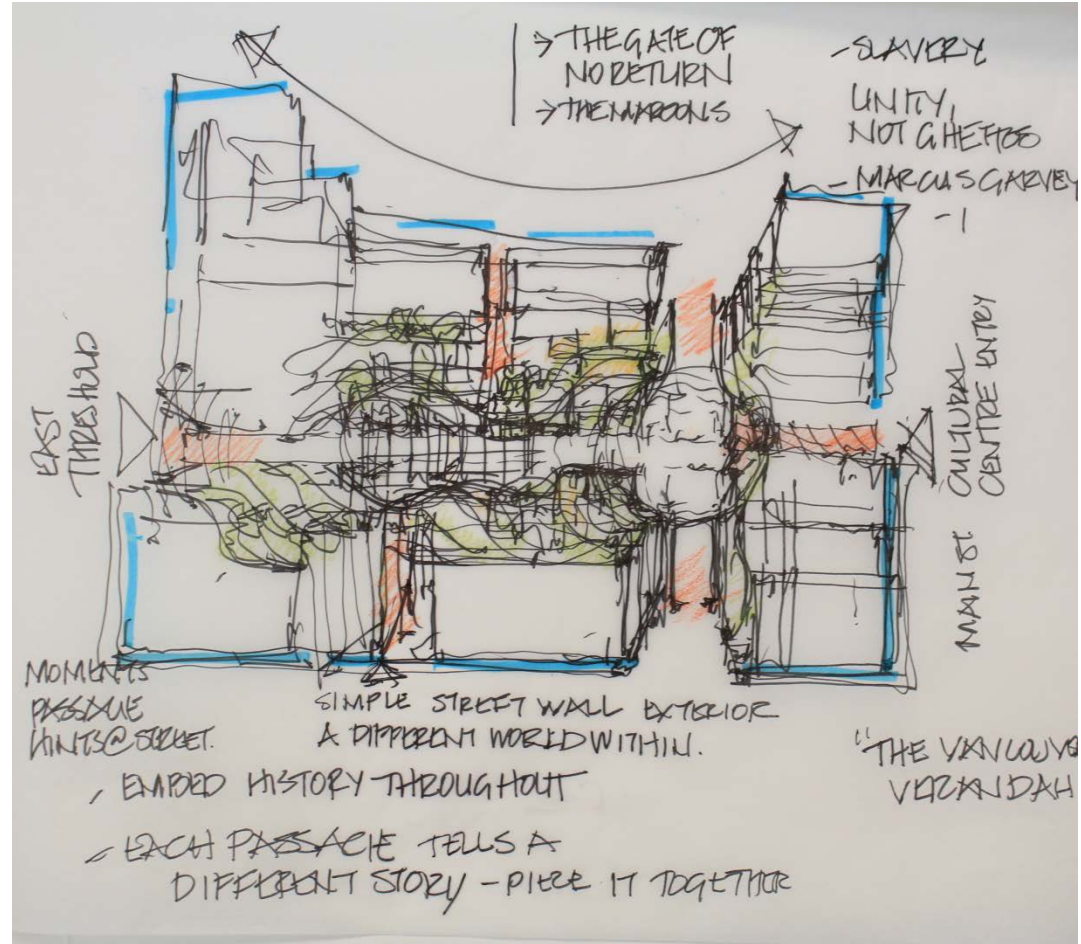 → THE GATE OF
NO RETURN
→ THE MAROONS
- SLAVERY
UNITY,
NOT GHETTOS
- MARCUS GARVEY
- 1
EAST
THRESHOLD
CULTURAL
CENTRE ENTRY
MAIN ST
MOMENTS
PASSAGE
HINTS@STREET.
SIMPLE STREET WALL EXTERIOR
A DIFFERENT WORLD WITHIN.
"THE VANCOUVE
VERANDAH
- EMBED HISTORY THROUGHOUT
- EACH PASSAGE TELLS A
DIFFERENT STORY - PIECE IT TOGETHER